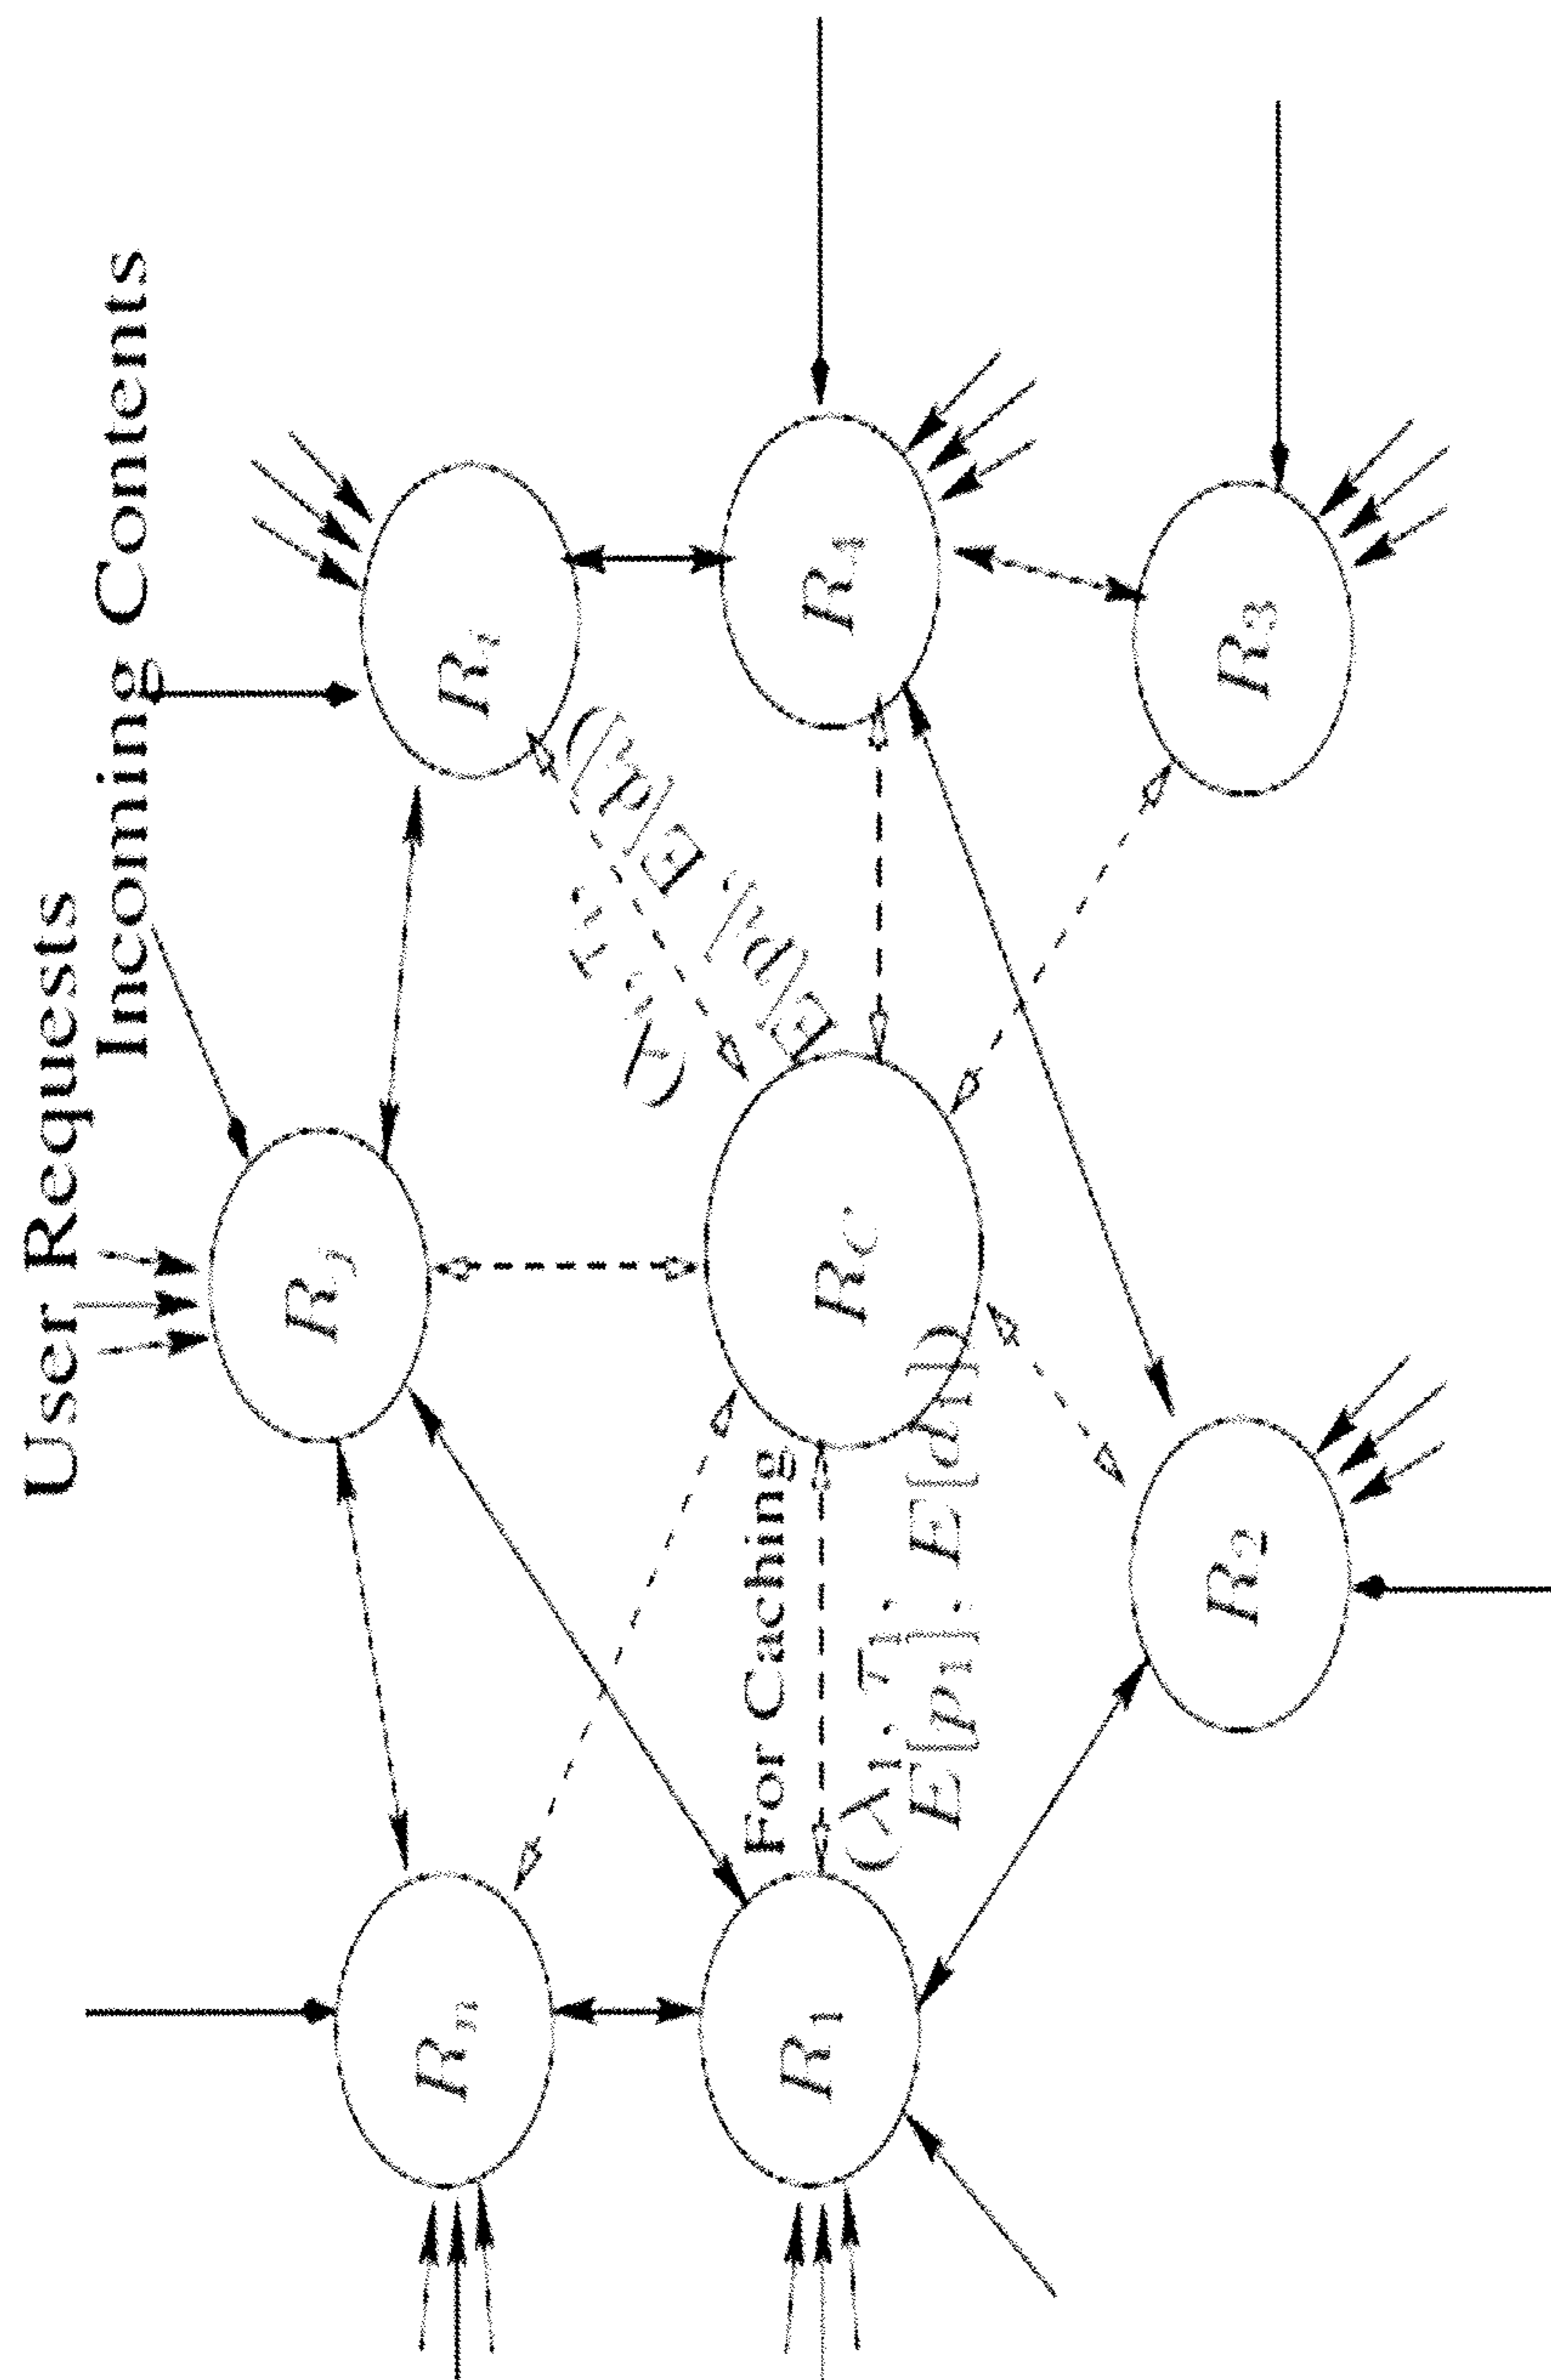 User Requests
Incoming Contents
R_j
R_i
R_n
R_C
R_4
R_1
For Caching
(λ_1, T_1,
E[p_1], E[d_1])
(λ_i, T_i,
E[p_i], E[d_i])
R_2
R_3